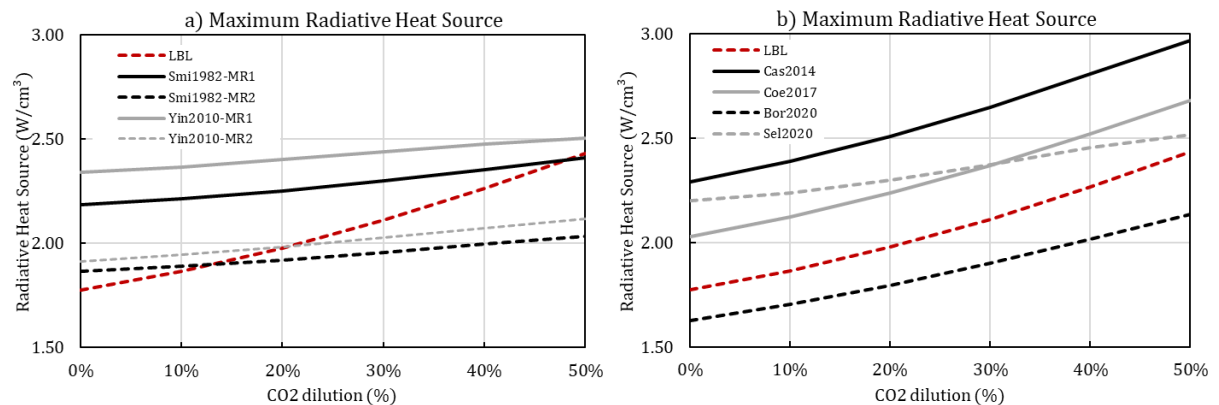 a) Maximum Radiative Heat Source
Radiative Heat Source (W/cm³)
3.00
2.50
2.00
1.50
LBL
Smi1982-MR1
Smi1982-MR2
Yin2010-MR1
Yin2010-MR2
0% 10% 20% 30% 40% 50%
CO2 dilution (%)
b) Maximum Radiative Heat Source
Radiative Heat Source (W/cm³)
3.00
2.50
2.00
1.50
LBL
Cas2014
Coe2017
Bor2020
Sel2020
0% 10% 20% 30% 40% 50%
CO2 dilution (%)